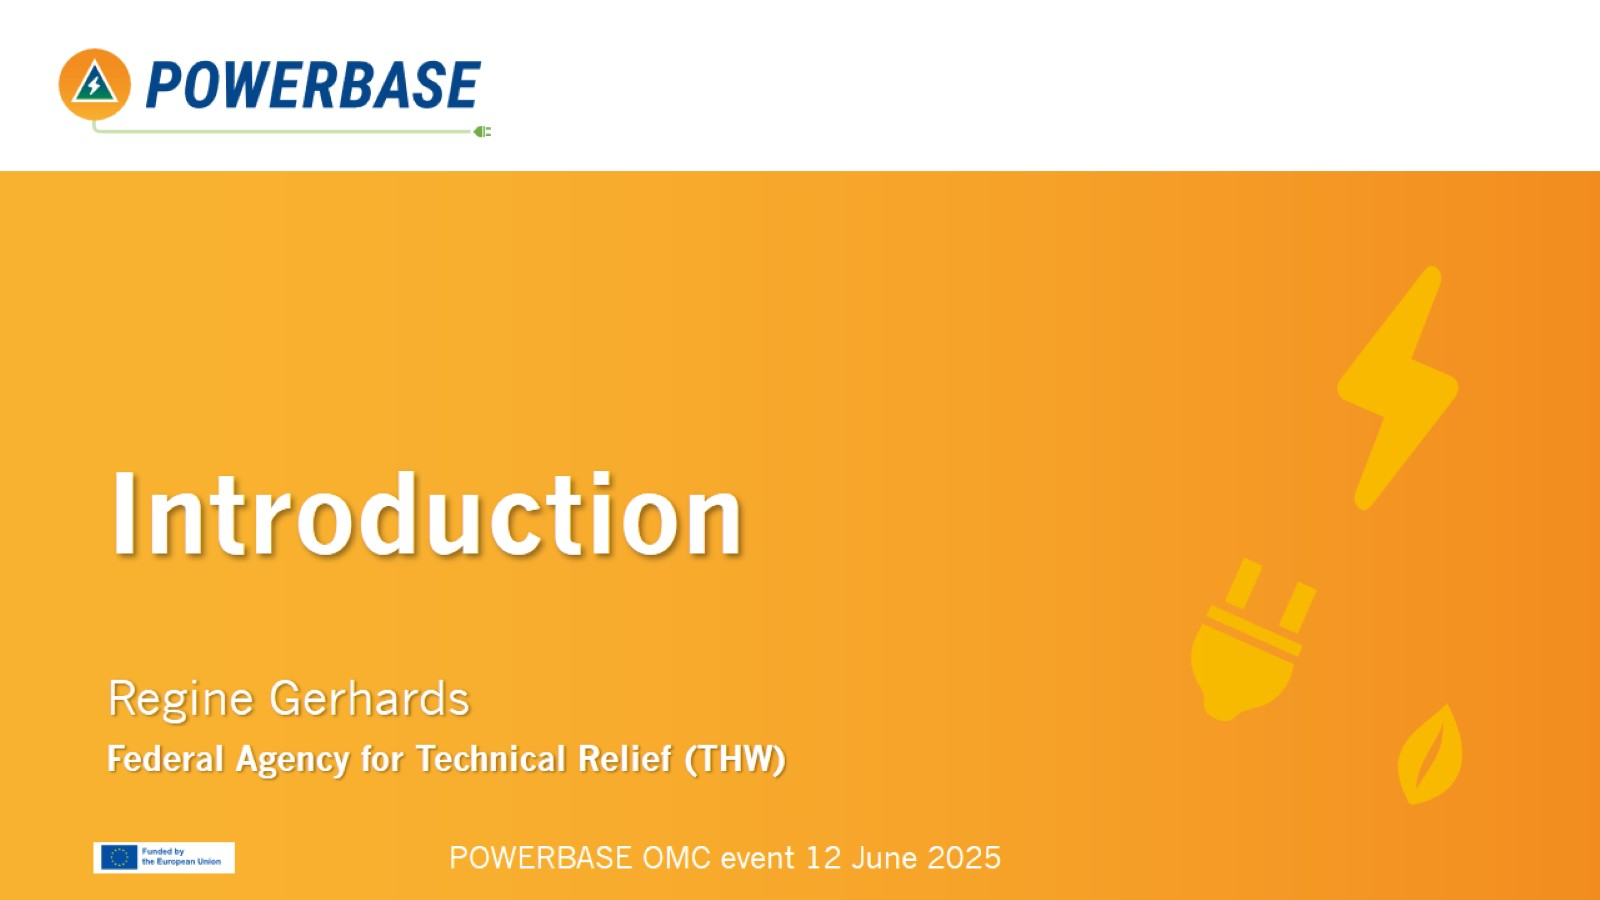 POWERBASE
Introduction
Regine Gerhards
Federal Agency for Technical Relief (THW)
Funded by
the European Union
POWERBASE OMC event 12 June 2025